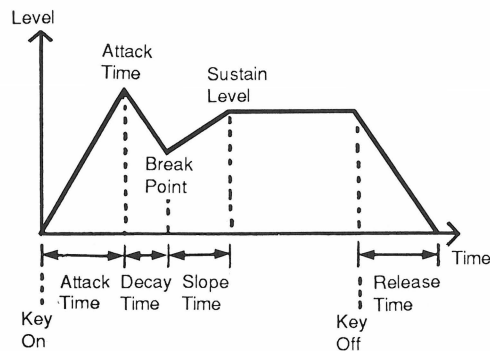 Level
Attack
Time
Sustain
Level
Break
Point
Time
Attack
Time
Decay
Time
Slope
Time
Release
Time
Key
On
Key
Off